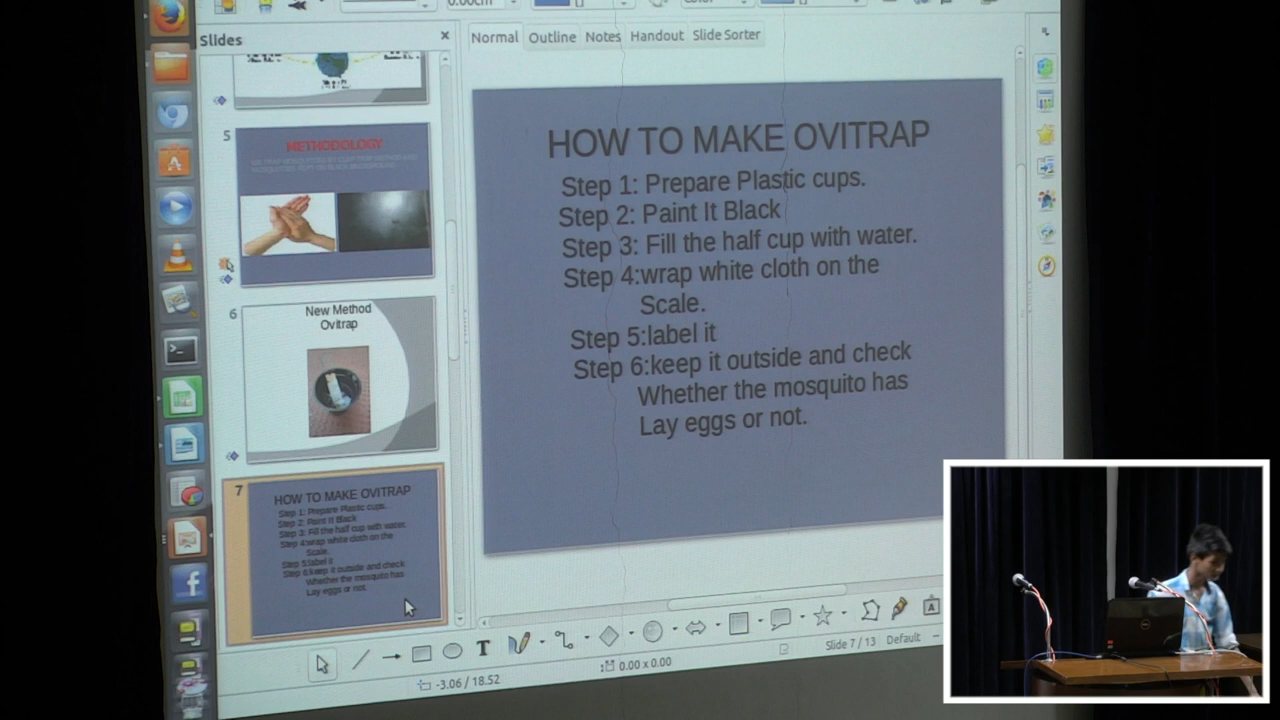 0.00cm
Color
Slides
Normal Outline Notes Handout Slide Sorter
5
METHODOLOGY
6
New Method
Ovitrap
7
HOW TO MAKE OVITRAP
Step 1: Prepare Plastic cups.
Step 2: Paint It Black
Step 3: Fill the half cup with water.
Step 4:wrap white cloth on the
Scale.
Step 5:label it
Step 6:keep it outside and check
Whether the mosquito has
Lay eggs or not.
HOW TO MAKE OVITRAP
Step 1: Prepare Plastic cups.
Step 2: Paint It Black
Step 3: Fill the half cup with water.
Step 4:wrap white cloth on the
Scale.
Step 5:label it
Step 6:keep it outside and check
Whether the mosquito has
Lay eggs or not.
-3.06 / 18.52
0.00 x 0.00
Slide 7 / 13 Default
DELL